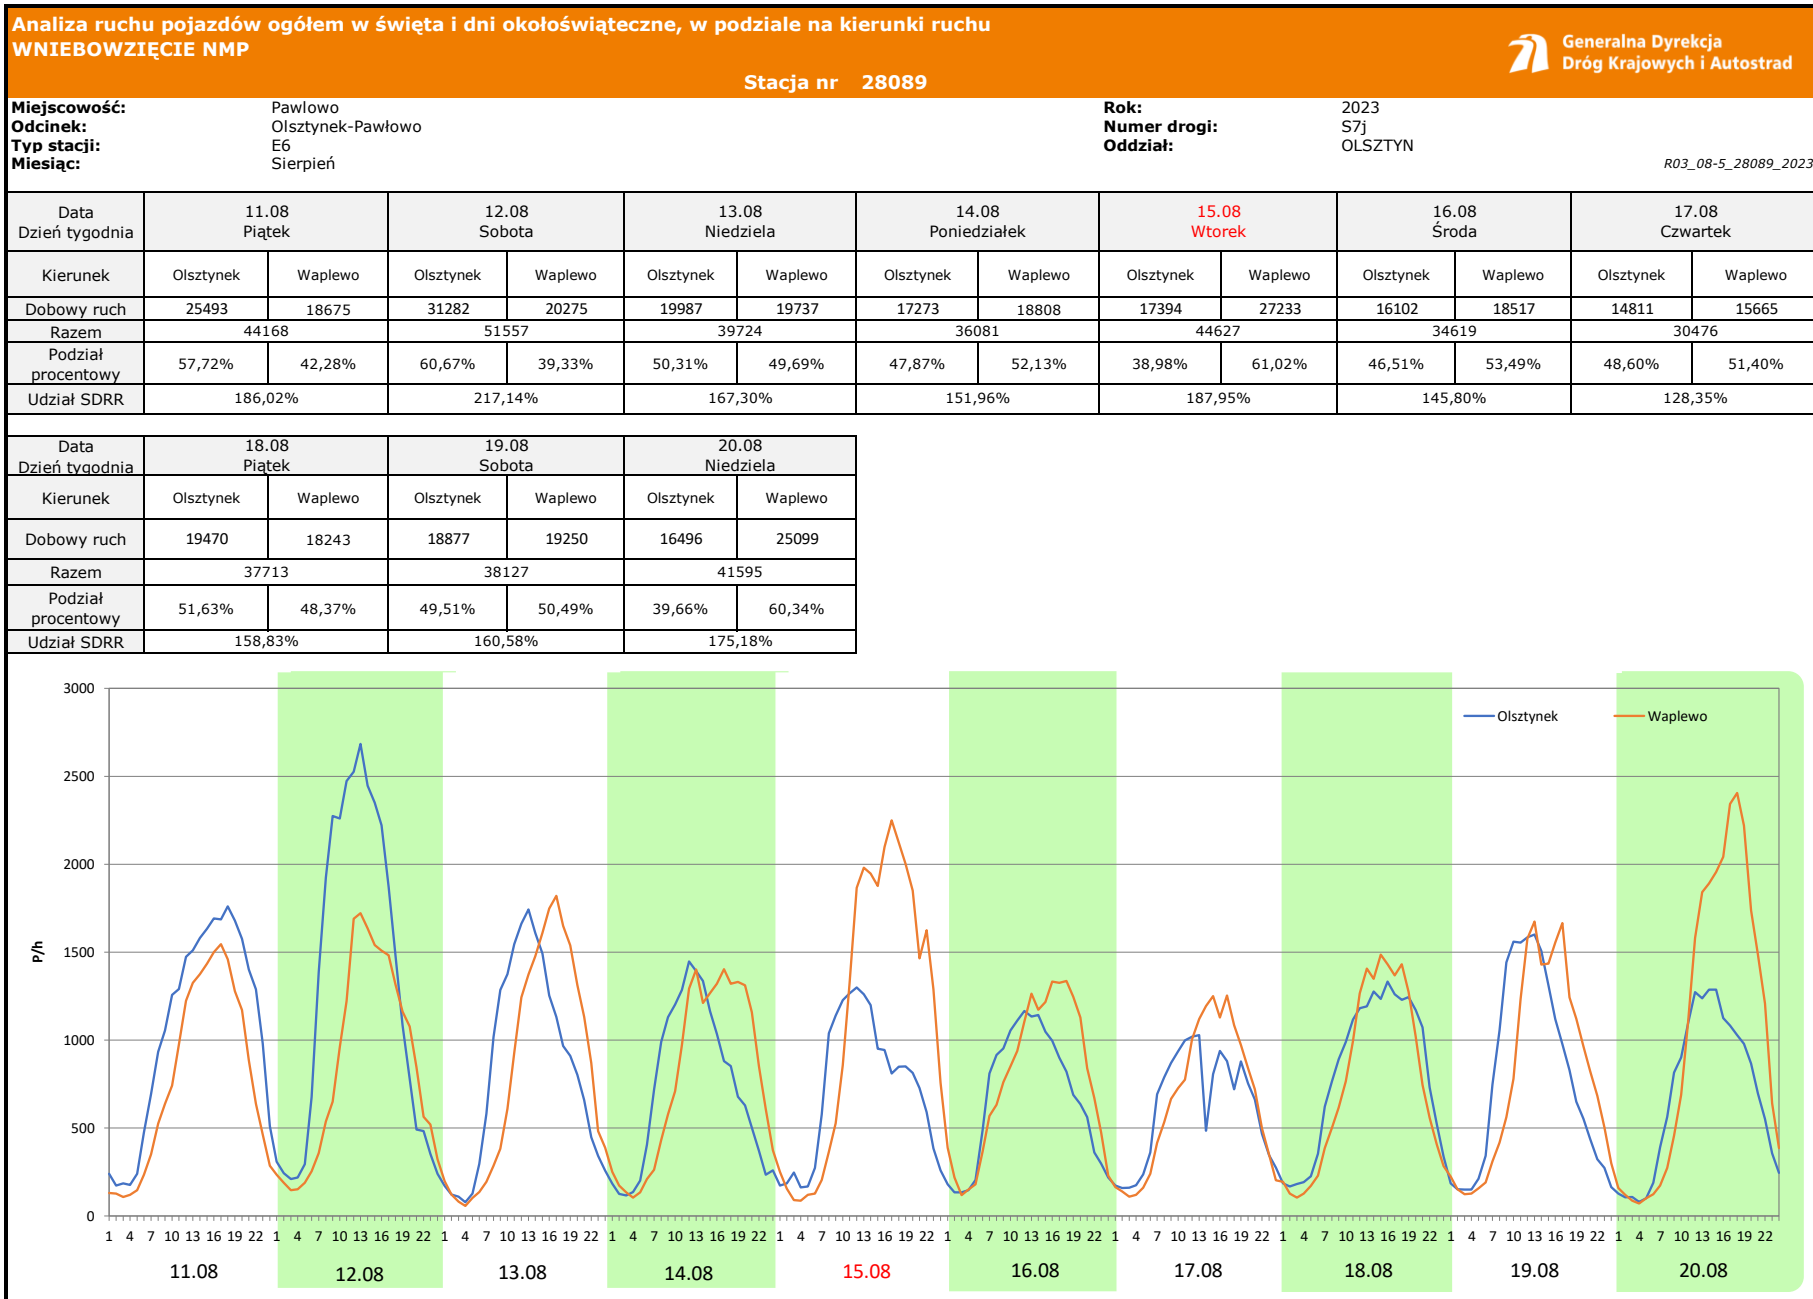 Analiza ruchu pojazdów ogółem w święta i dni okołoświąteczne, w podziale na kierunki ruchu
WNIEBOWZIĘCIE NMP
Generalna Dyrekcja
Dróg Krajowych i Autostrad
Stacja nr 28089
Miejscowość: Pawlowo Rok: 2023
Odcinek: Olsztynek-Pawłowo Numer drogi: S7j
Typ stacji: E6 Oddział: OLSZTYN
Miesiąc: Sierpień R03_08-5_28089_2023
Data 11.08 12.08 13.08 14.08 15.08 16.08 17.08
Dzień tygodnia Piątek Sobota Niedziela Poniedziałek Wtorek Środa Czwartek
Kierunek Olsztynek Waplewo Olsztynek Waplewo Olsztynek Waplewo Olsztynek Waplewo Olsztynek Waplewo Olsztynek Waplewo Olsztynek Waplewo
Dobowy ruch 25493 18675 31282 20275 19987 19737 17273 18808 17394 27233 16102 18517 14811 15665
Razem 44168 51557 39724 36081 44627 34619 30476
Podział
procentowy 57,72% 42,28% 60,67% 39,33% 50,31% 49,69% 47,87% 52,13% 38,98% 61,02% 46,51% 53,49% 48,60% 51,40%
Udział SDRR 186,02% 217,14% 167,30% 151,96% 187,95% 145,80% 128,35%
Data 18.08 19.08 20.08
Dzień tygodnia Piątek Sobota Niedziela
Kierunek Olsztynek Waplewo Olsztynek Waplewo Olsztynek Waplewo
Dobowy ruch 19470 18243 18877 19250 16496 25099
Razem 37713 38127 41595
Podział
procentowy 51,63% 48,37% 49,51% 50,49% 39,66% 60,34%
Udział SDRR 158,83% 160,58% 175,18%
3000
Olsztynek Waplewo
2500
2000
1500
P/h
1000
500
0
1 4 7 10 13 16 19 22 1 4 7 10 13 16 19 22 1 4 7 10 13 16 19 22 1 4 7 10 13 16 19 22 1 4 7 10 13 16 19 22 1 4 7 10 13 16 19 22 1 4 7 10 13 16 19 22 1 4 7 10 13 16 19 22 1 4 7 10 13 16 19 22 1 4 7 10 13 16 19 22
11.08 12.08 13.08 14.08 15.08 16.08 17.08 18.08 19.08 20.08